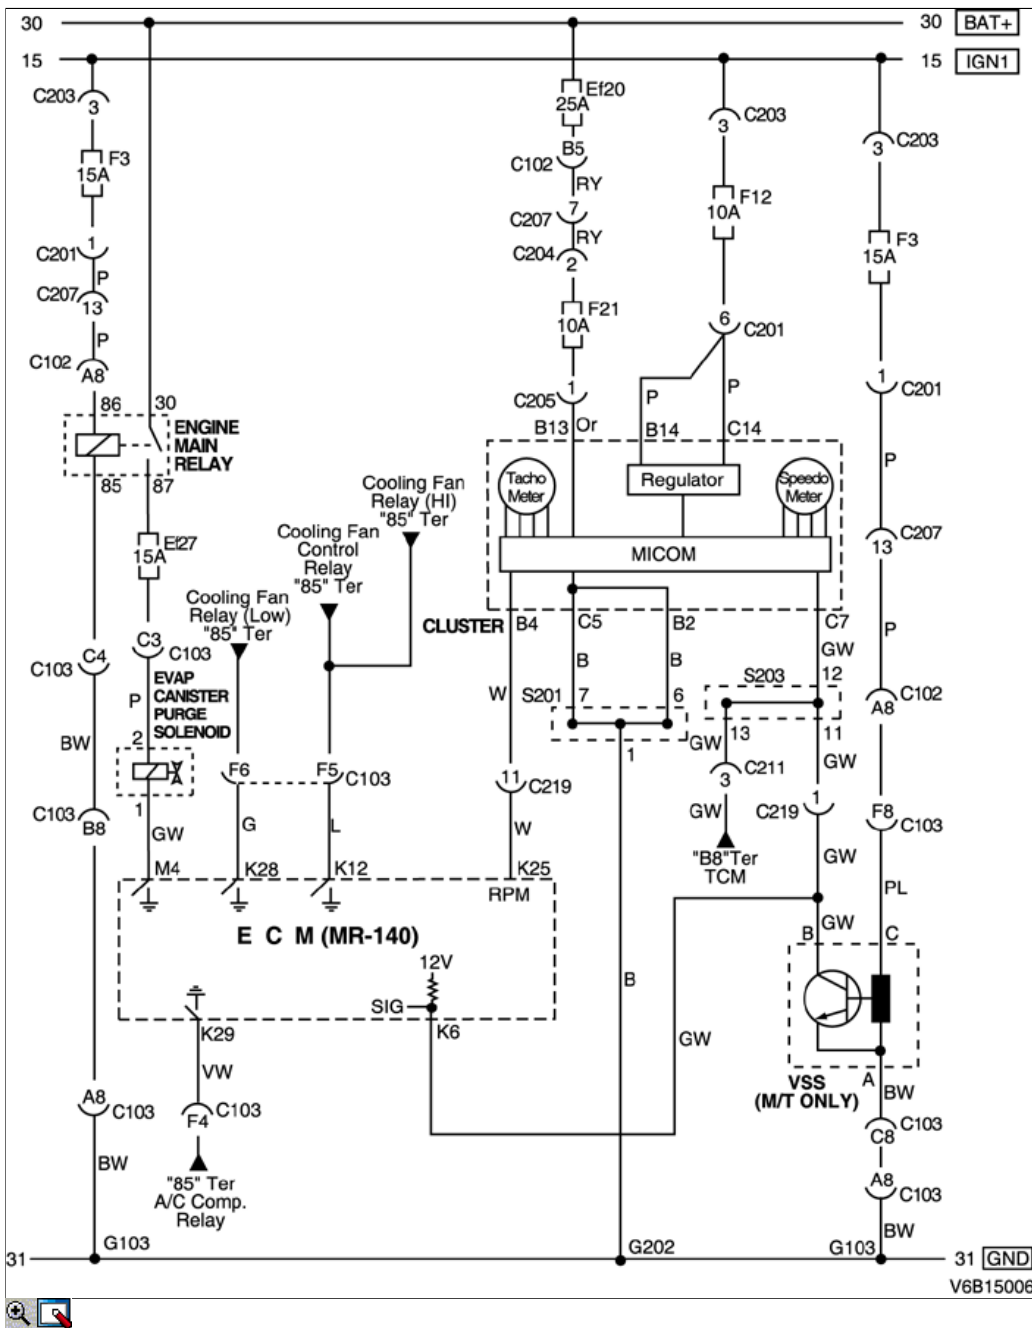 30
30 BAT+
15
15 IGN1
C203
3
F3
15A
1
C201
P
C207
13
P
C102
A8
86
30
ENGINE
MAIN
RELAY
85
87
Ef27
15A
C4
C103
C3
C103
EVAP
CANISTER
PURGE
SOLENOID
P
2
1
BW
C103
B8
GW
M4
Cooling Fan
Relay (Low)
"85" Ter
Cooling Fan
Control
Relay
"85" Ter
Cooling Fan
Relay (HI)
"85" Ter
F6
F5
C103
G
L
K28
K12
K25
RPM
E C M (MR-140)
12V
SIG
K6
K29
VW
C103
F4
"85" Ter
A/C Comp.
Relay
A8
C103
BW
G103
Ef20
25A
B5
C102
RY
7
C207
RY
C204
2
F21
10A
1
C205
B13
Or
C203
3
F12
10A
6
C201
P
P
B14
C14
Tacho
Meter
Regulator
Speedo
Meter
MICOM
CLUSTER
B4
C5
B2
C7
W
B
B
S201
7
6
1
11
C219
W
GW
S203
12
13
11
GW
GW
C211
3
GW
"B8"Ter
TCM
1
C219
GW
GW
B
C
B
GW
VSS
(M/T ONLY)
A
C203
3
F3
15A
1
C201
P
C207
13
P
C102
A8
F8
C103
PL
BW
C103
C8
A8
C103
BW
31
G202
G103
31 GND
V6B15006